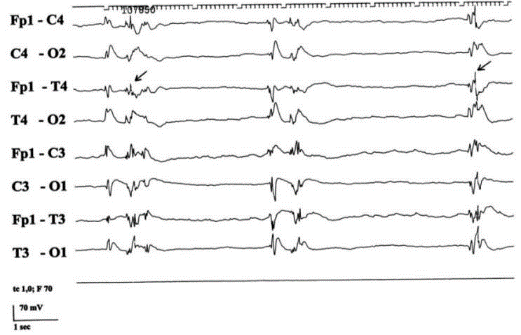 107950
Fp1 - C4
C4 - O2
Fp1 - T4
T4 - O2
Fp1 - C3
C3 - O1
Fp1 - T3
T3 - O1
tc 1,0; F 70
70 mV
1 sec